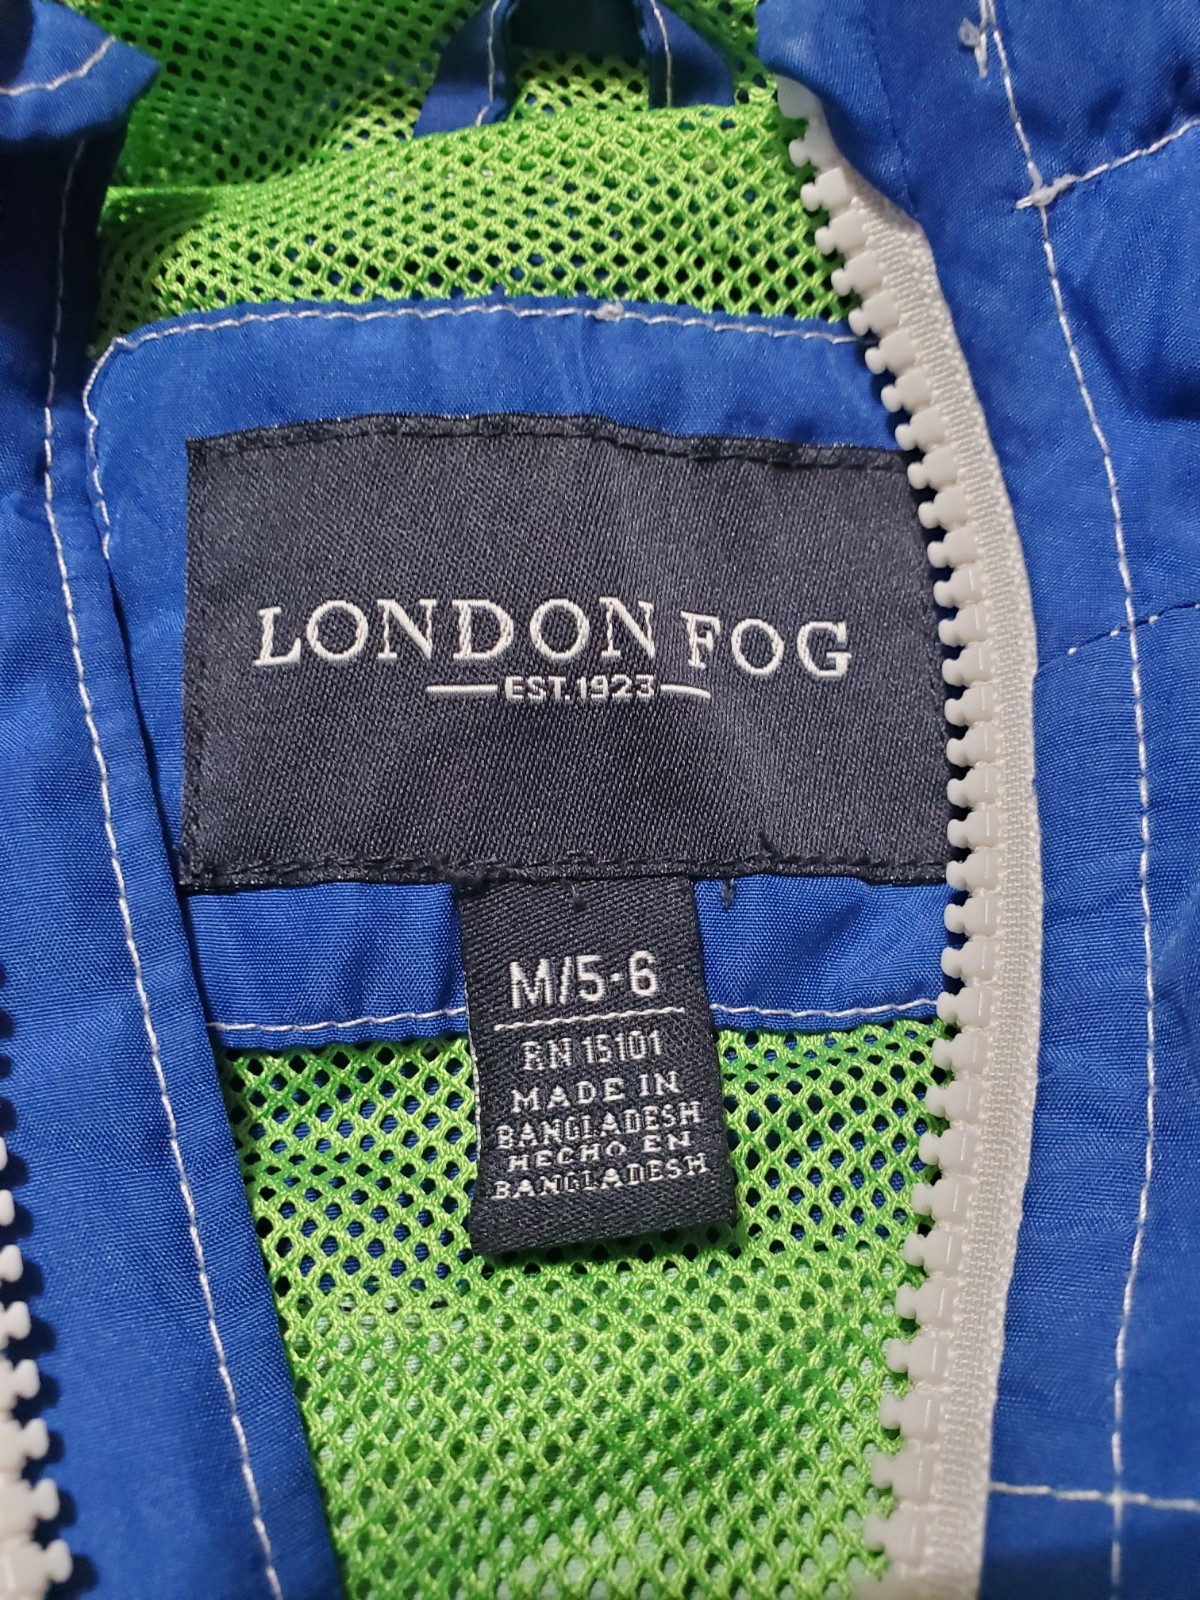 LONDON FOG
EST.1923
M/5-6
RN 15101
MADE IN
BANGLADESH
HECHO EN
BANGLADESH